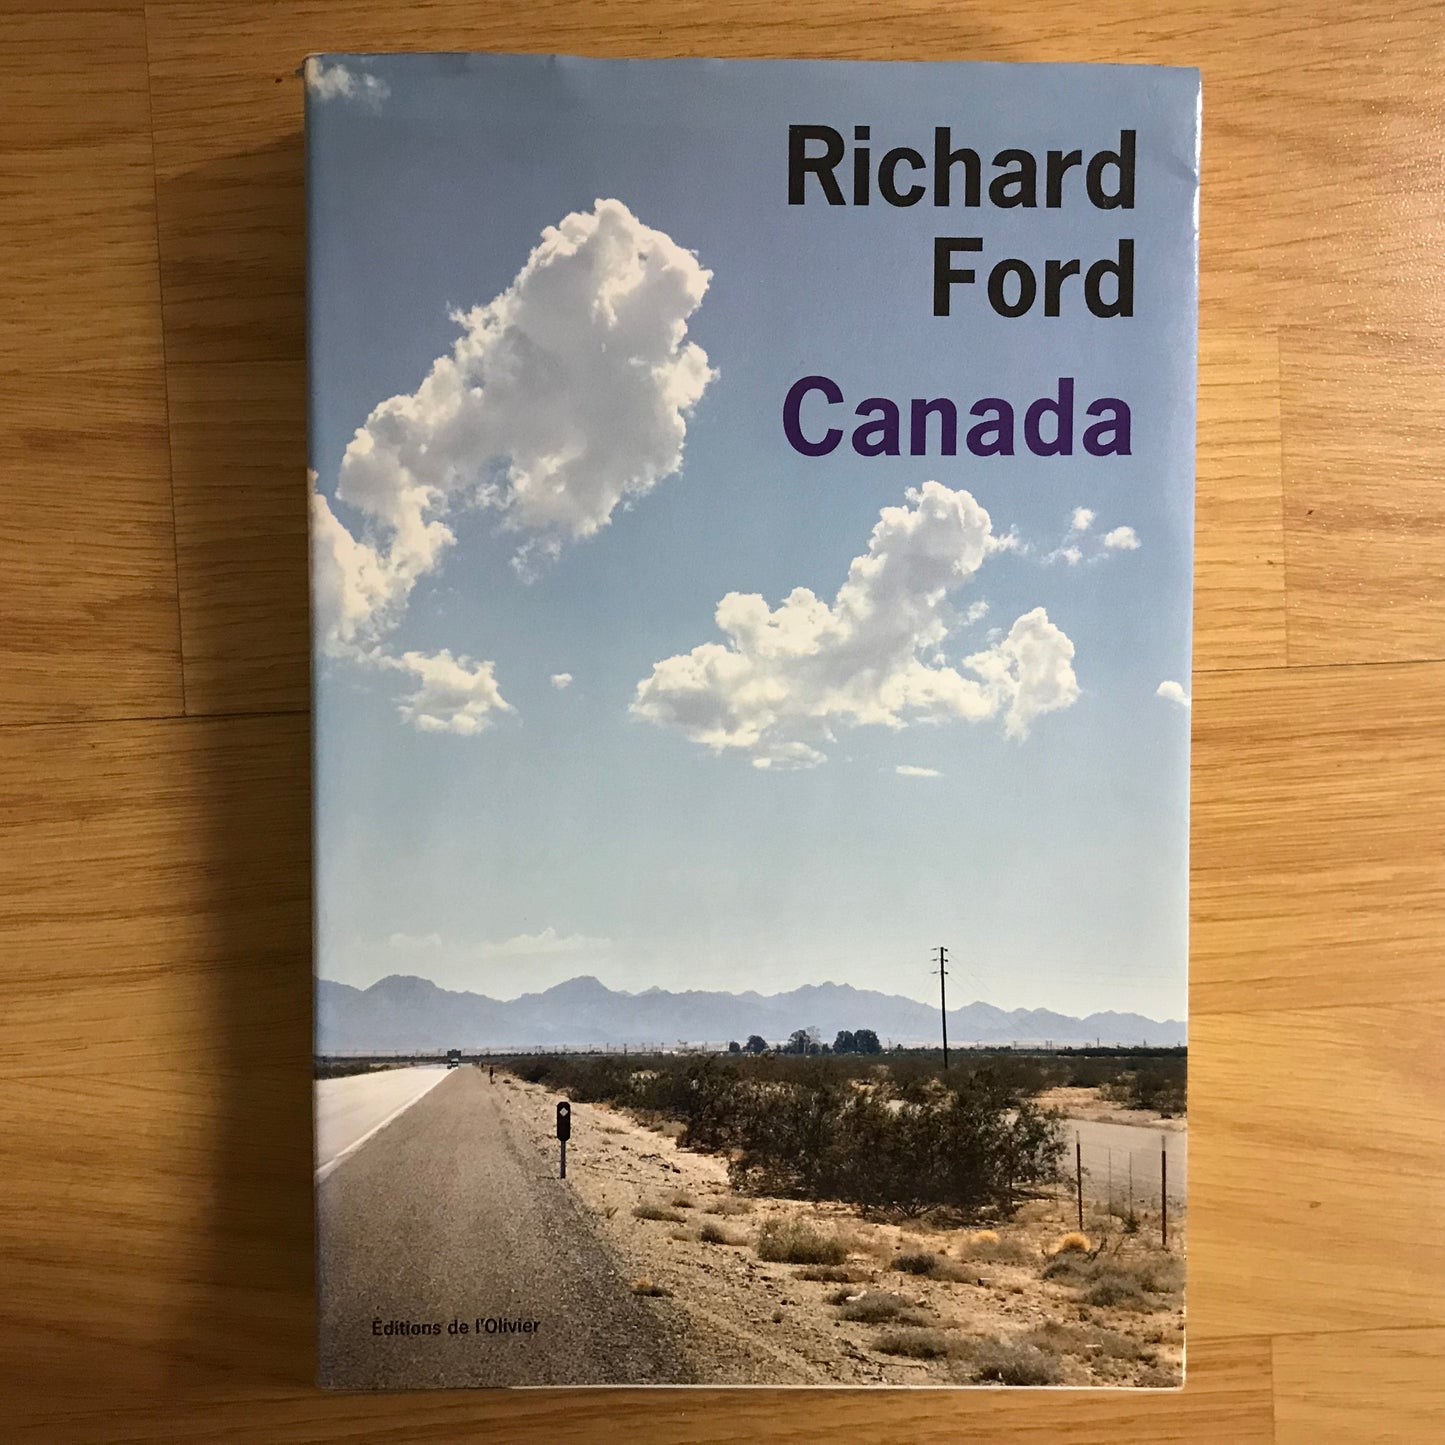 Richard
Ford
Canada
Éditions de l'Olivier